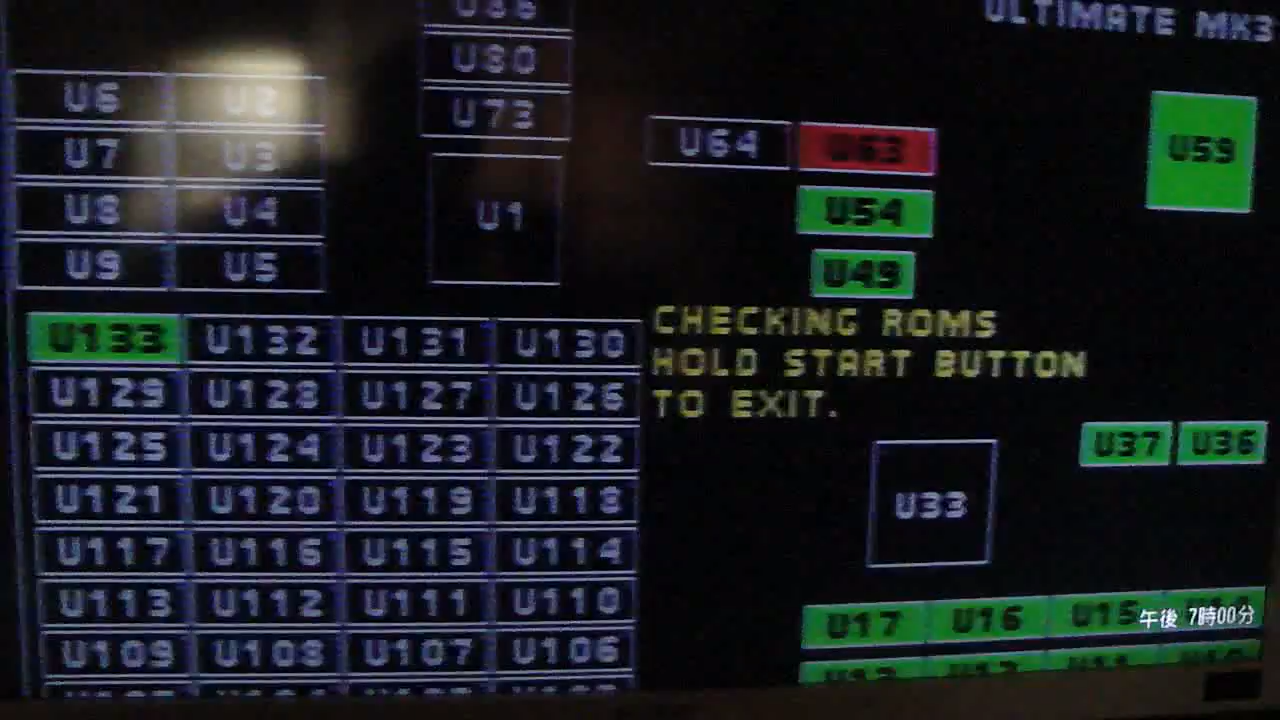 ULTIMATE MK3
U80
U6 U2 U73
U7 U3 U64 U63 U59
U8 U4 U1 U54
U9 U5 U49
U133 U132 U131 U130 CHECKING ROMS
HOLD START BUTTON
U129 U128 U127 U126 TO EXIT.
U125 U124 U123 U122 U37 U36
U121 U120 U119 U118 U33
U117 U116 U115 U114
U113 U112 U111 U110 U17 U16 U15
午後 7時00分
U109 U108 U107 U106